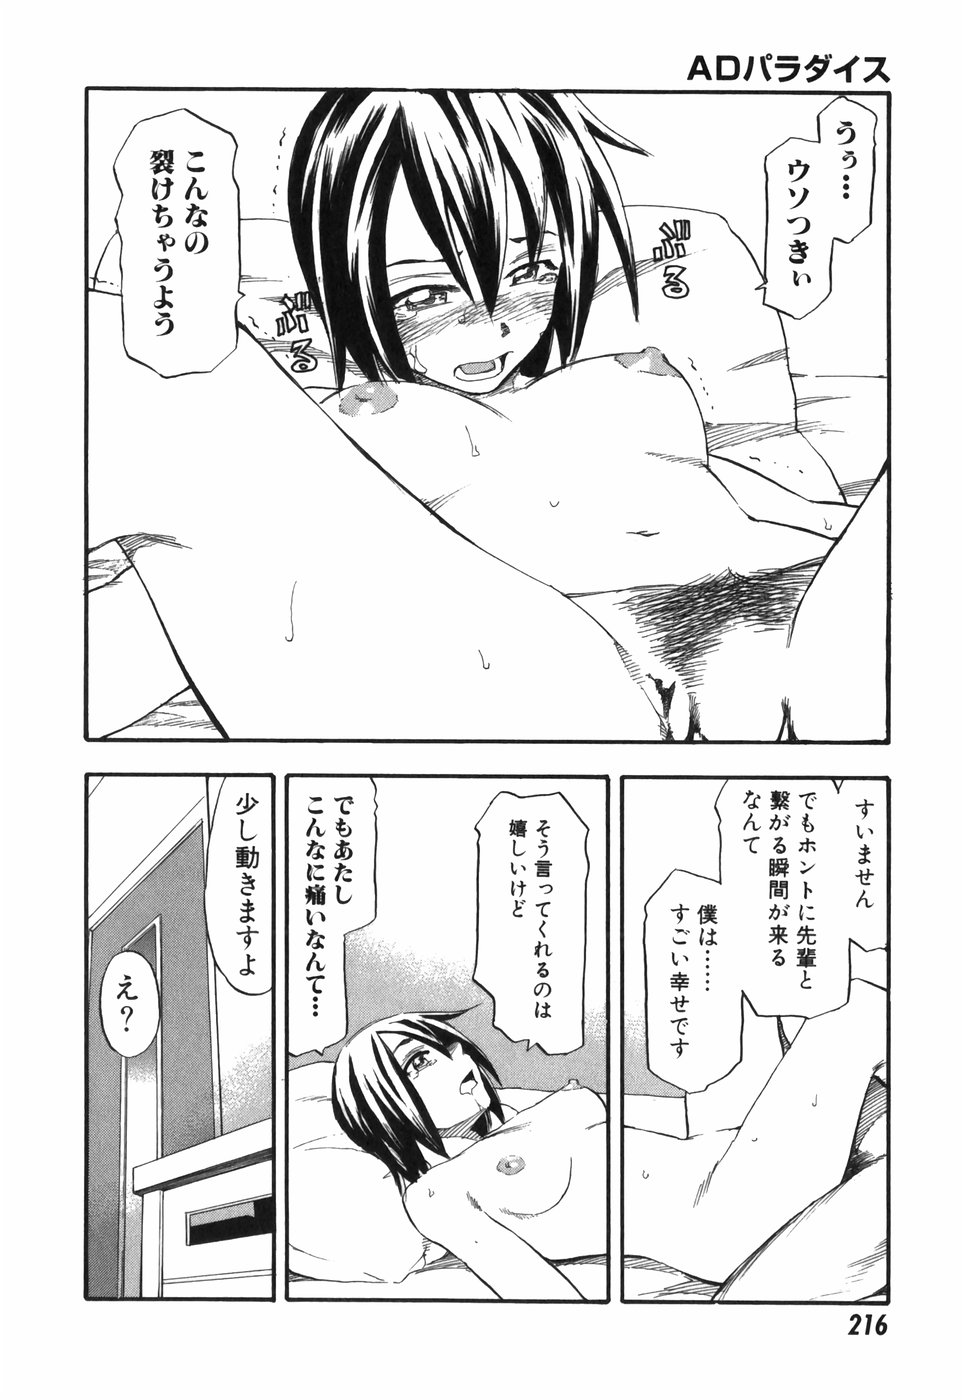 ADパラダイス
うぅ…
ウソつきぃ
ぶる
ぶる
こんなの
裂けちゃうよう
すいません
でもホントに先輩と
繋がる瞬間が来る
なんて
僕は……
すごい幸せです
そう言ってくれるのは
嬉しいけど
でもあたし
こんなに痛いなんて…
少し動きますよ
え？
216